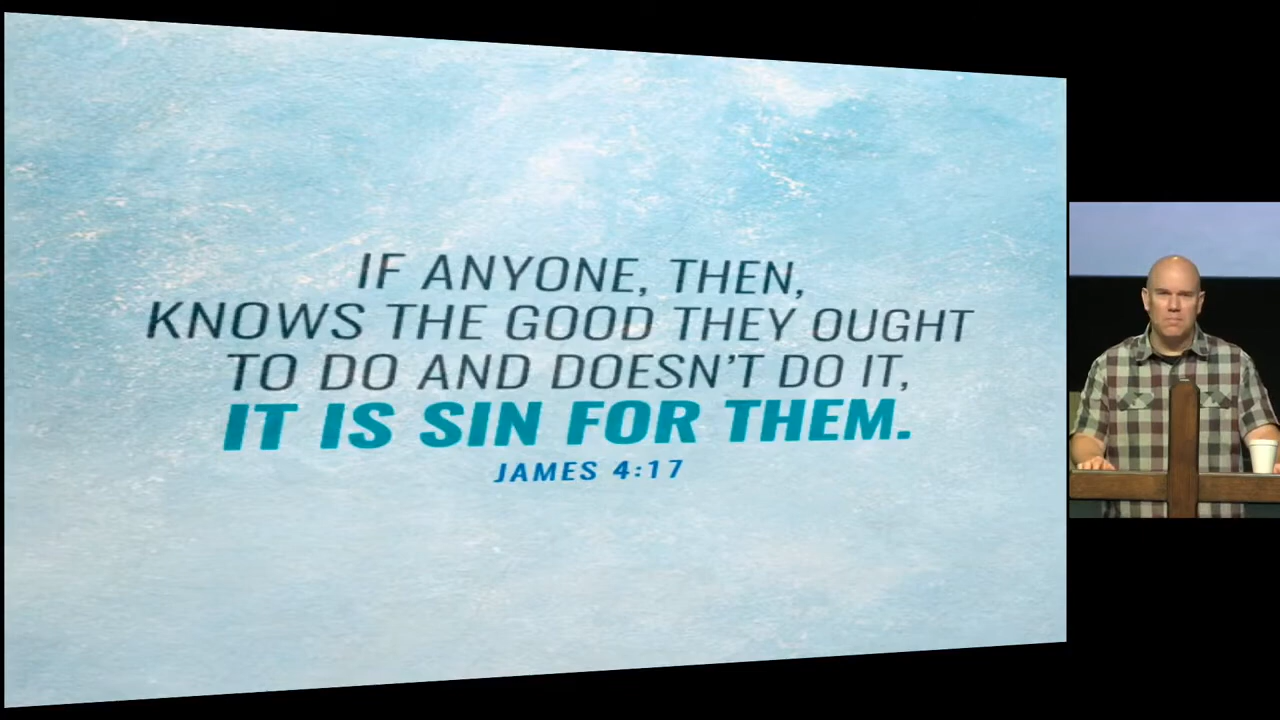 IF ANYONE, THEN,
KNOWS THE GOOD THEY OUGHT
TO DO AND DOESN’T DO IT,
IT IS SIN FOR THEM.
JAMES 4:17